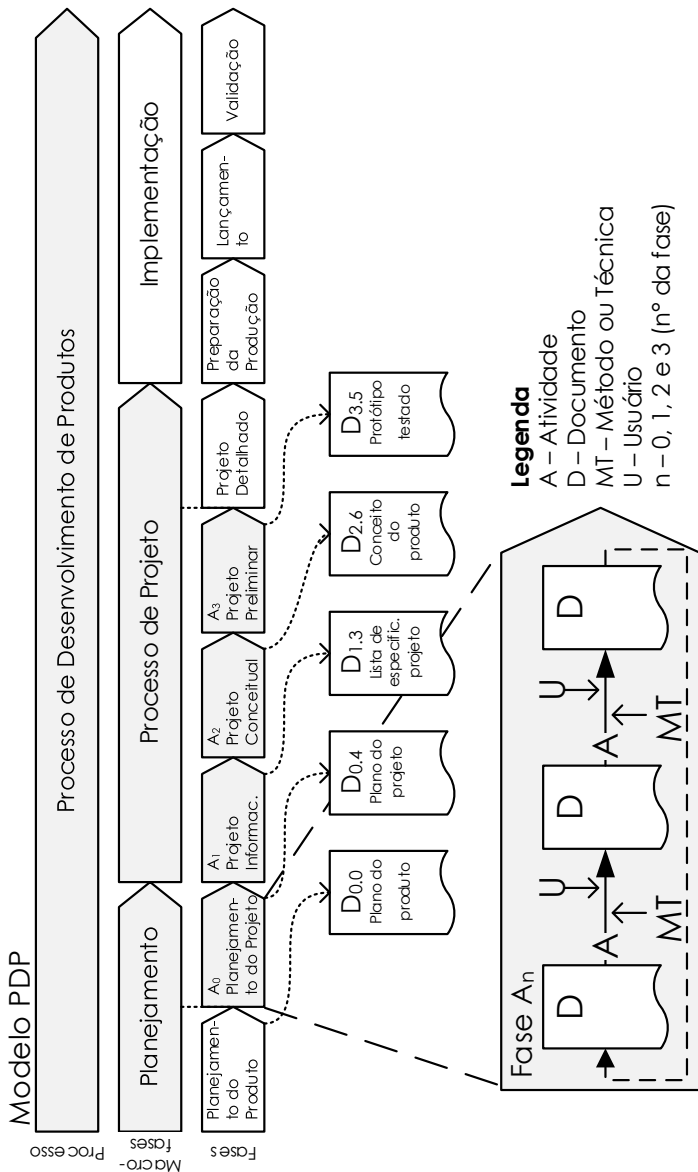 Modelo PDP
Processo
Processo de Desenvolvimento de Produtos
Macro-
fases
Planejamento
Processo de Projeto
Implementação
Fases
Planejamen-
to do
Produto
A0
Planejamen-
to do Projeto
A1
Projeto
Informac.
A2
Projeto
Conceitual
A3
Projeto
Preliminar
Projeto
Detalhado
Preparação
da
Produção
Lançamen-
to
Validação
D0.0
Plano do
produto
D0.4
Plano do
projeto
D1.3
Lista de
especific.
projeto
D2.6
Conceito
do
produto
D3.5
Protótipo
testado
Fase An
D
A
U
MT
D
A
U
MT
D
Legenda
A – Atividade
D – Documento
MT – Método ou Técnica
U – Usuário
n – 0, 1, 2 e 3 (n° da fase)